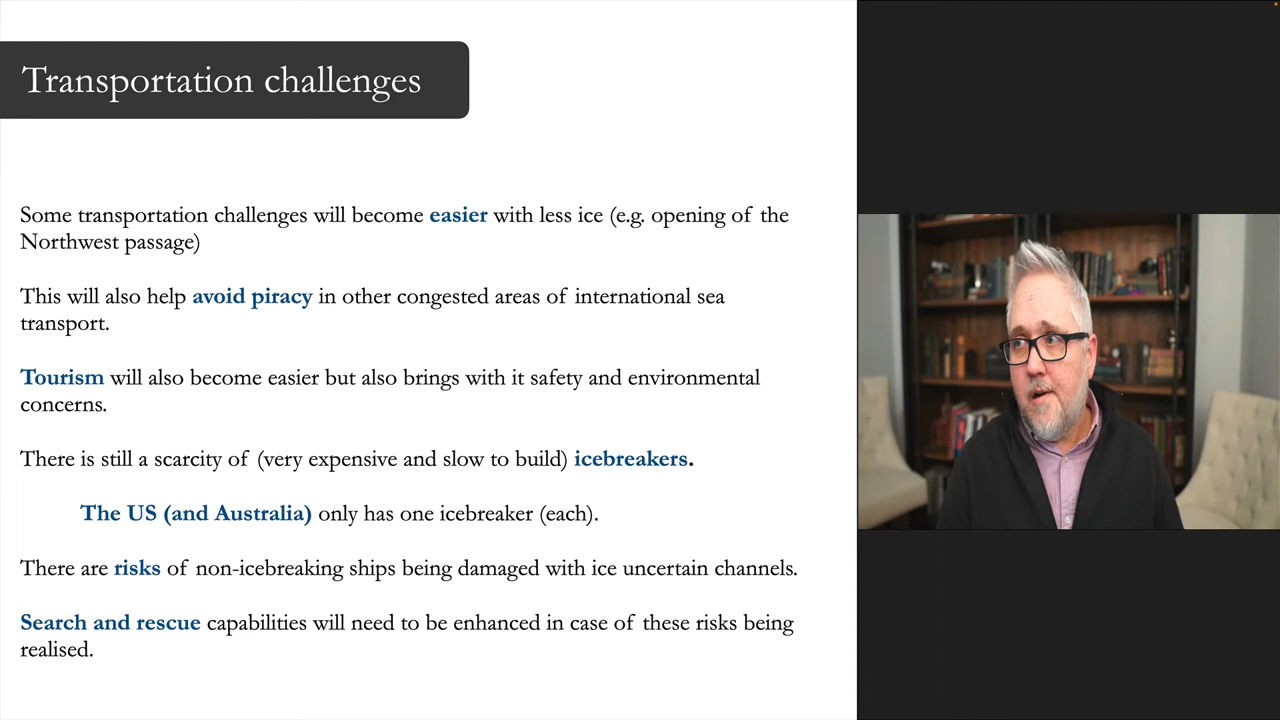 Transportation challenges
Some transportation challenges will become easier with less ice (e.g. opening of the
Northwest passage)
This will also help avoid piracy in other congested areas of international sea
transport.
Tourism will also become easier but also brings with it safety and environmental
concerns.
There is still a scarcity of (very expensive and slow to build) icebreakers.
The US (and Australia) only has one icebreaker (each).
There are risks of non-icebreaking ships being damaged with ice uncertain channels.
Search and rescue capabilities will need to be enhanced in case of these risks being
realised.